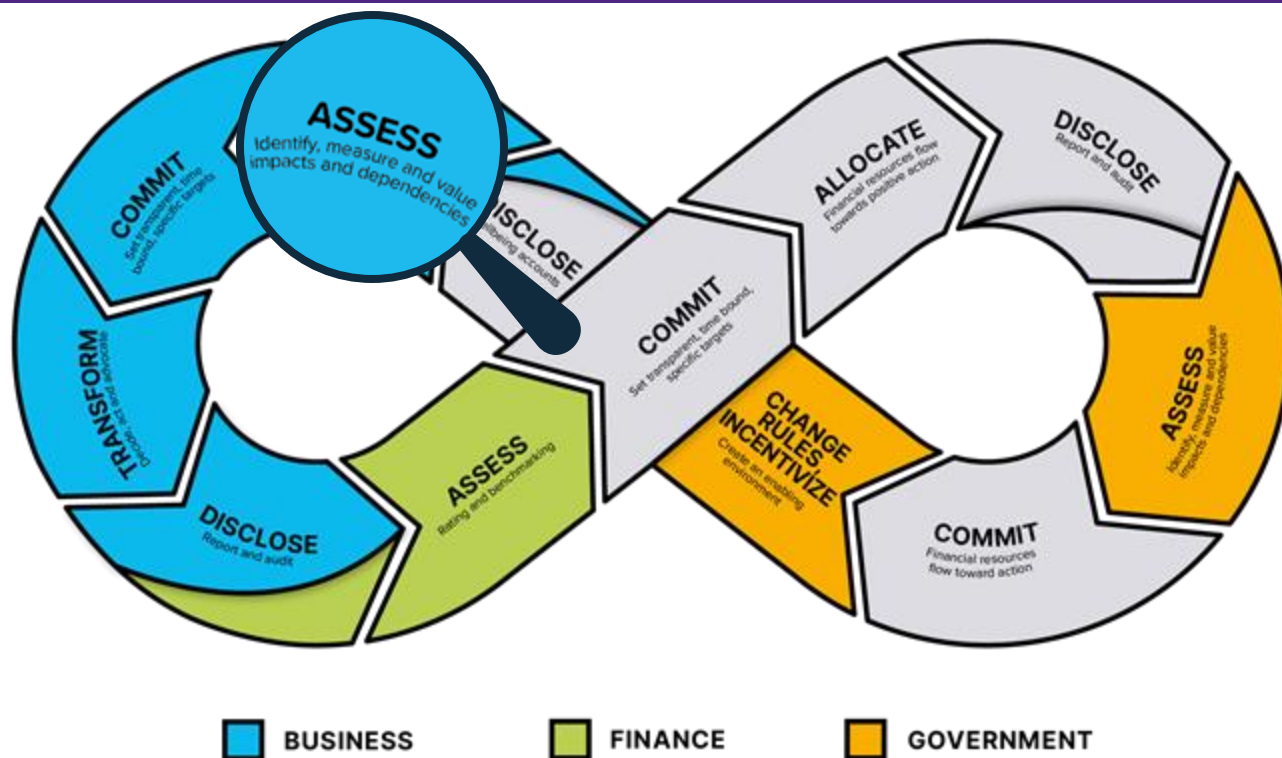 ASSESS
Identify, measure and value
impacts and dependencies
COMMIT
Set transparent, time
bound, specific targets
TRANSFORM
Decide, act and advocate
DISCLOSE
Report and audit
ASSESS
Rating and benchmarking
COMMIT
Set transparent, time bound,
specific targets
ALLOCATE
Financial resources flow
towards positive action
DISCLOSE
Report and audit
ASSESS
Identify, measure and value
impacts and dependencies
COMMIT
Financial resources
flow toward action
CHANGE
RULES,
INCENTIVIZE
Create an enabling
environment
ISCLOSE
accounts
BUSINESS
FINANCE
GOVERNMENT